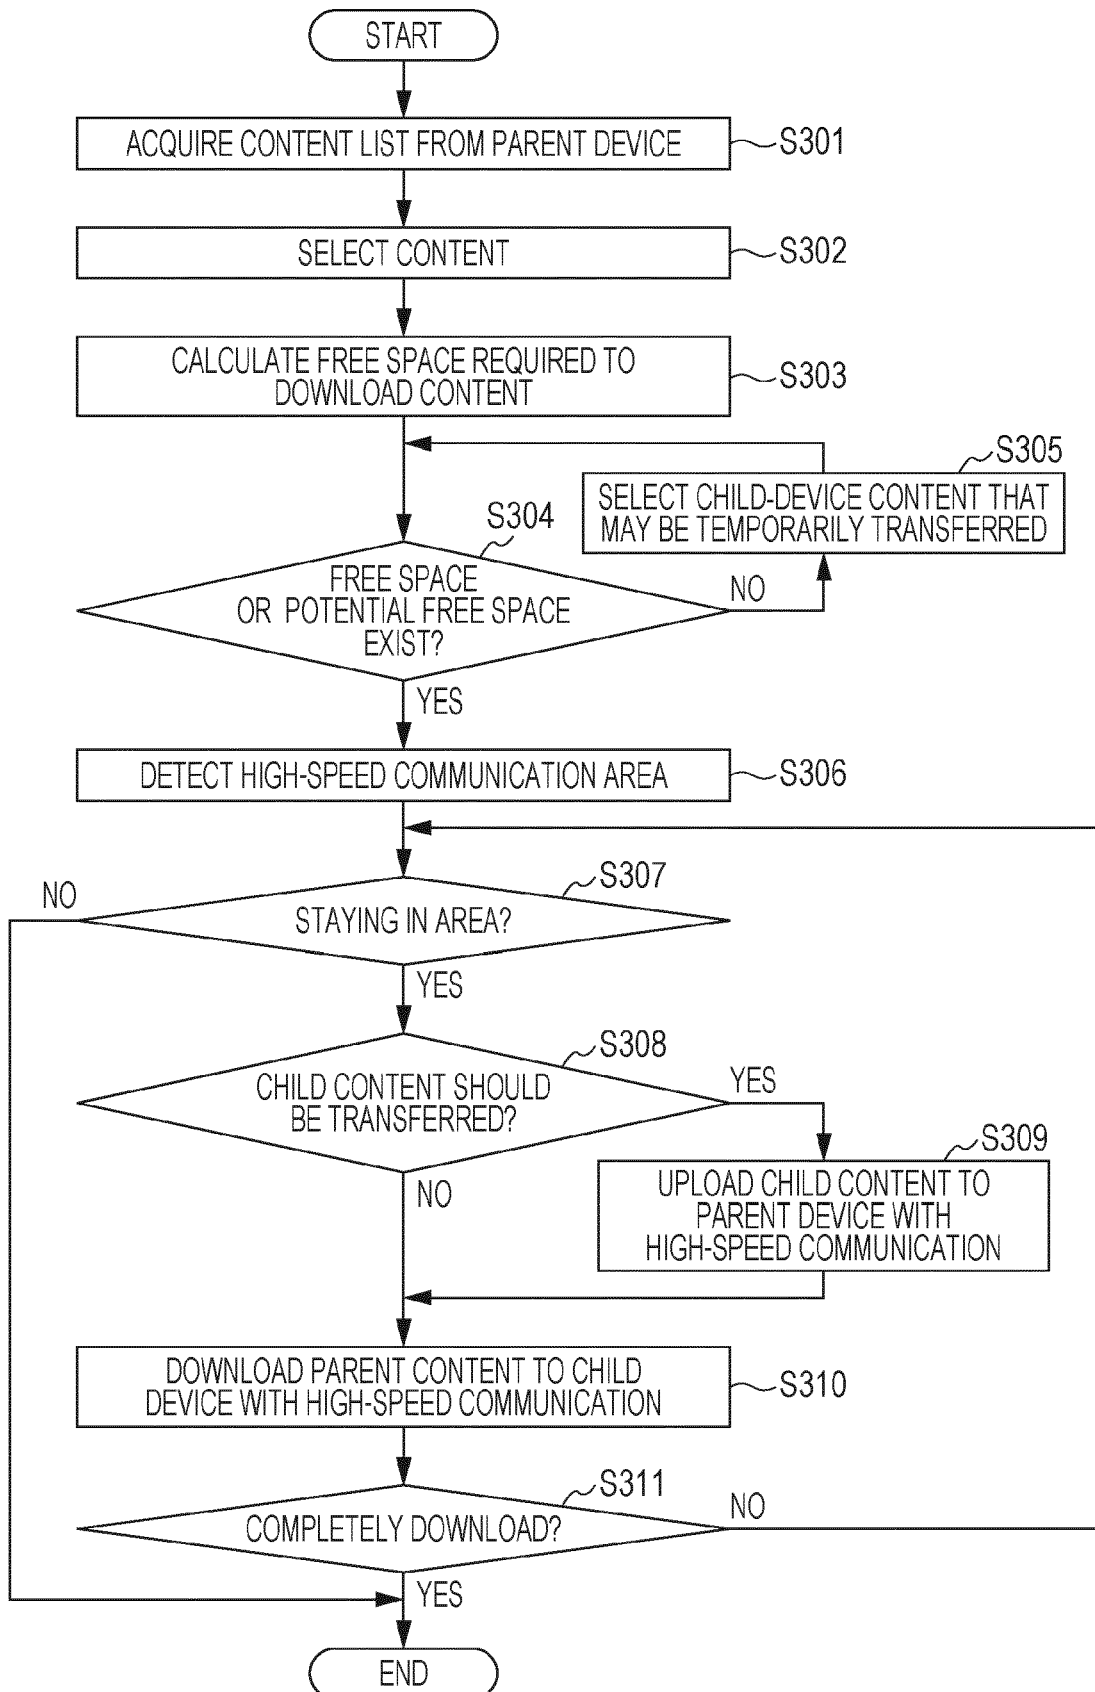 START
ACQUIRE CONTENT LIST FROM PARENT DEVICE
S301
SELECT CONTENT
S302
CALCULATE FREE SPACE REQUIRED TO
DOWNLOAD CONTENT
S303
S305
SELECT CHILD-DEVICE CONTENT THAT
MAY BE TEMPORARILY TRANSFERRED
S304
FREE SPACE
OR POTENTIAL FREE SPACE
EXIST?
NO
YES
DETECT HIGH-SPEED COMMUNICATION AREA
S306
S307
NO
STAYING IN AREA?
YES
S308
CHILD CONTENT SHOULD
BE TRANSFERRED?
YES
NO
S309
UPLOAD CHILD CONTENT TO
PARENT DEVICE WITH
HIGH-SPEED COMMUNICATION
DOWNLOAD PARENT CONTENT TO CHILD
DEVICE WITH HIGH-SPEED COMMUNICATION
S310
S311
COMPLETELY DOWNLOAD?
NO
YES
END